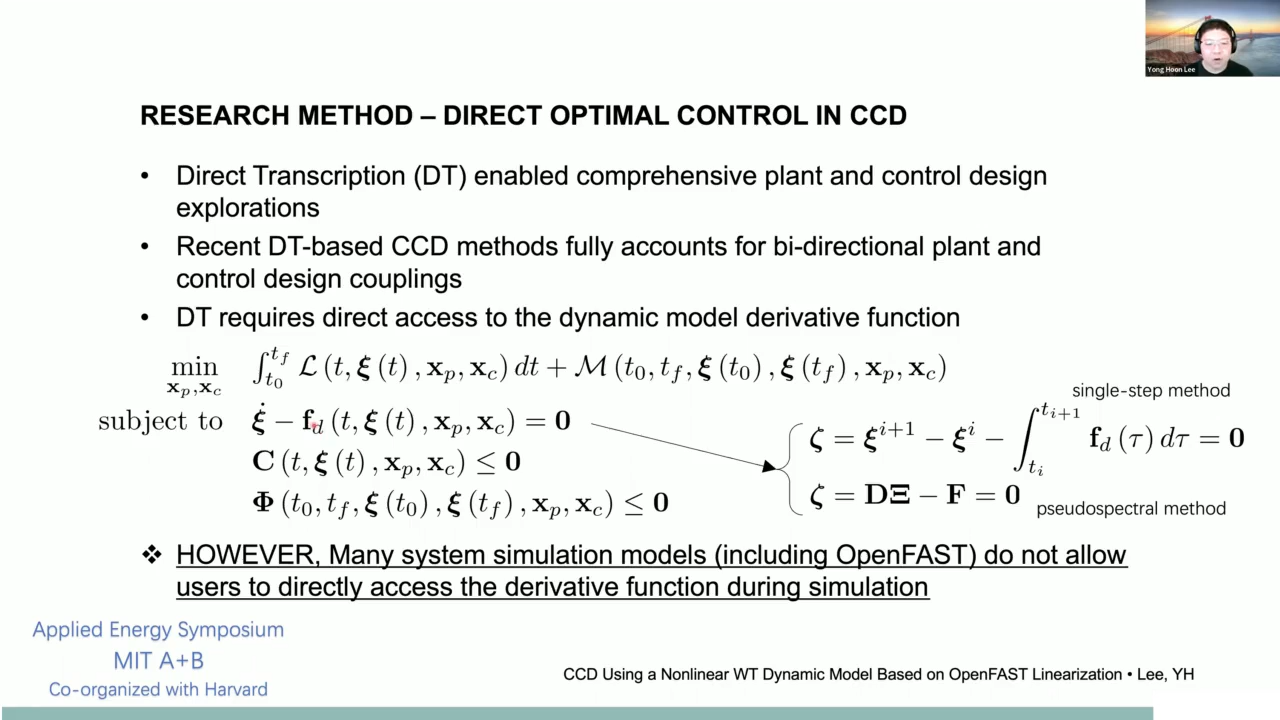 Yong Hoon Lee
RESEARCH METHOD – DIRECT OPTIMAL CONTROL IN CCD
• Direct Transcription (DT) enabled comprehensive plant and control design
explorations
• Recent DT-based CCD methods fully accounts for bi-directional plant and
control design couplings
• DT requires direct access to the dynamic model derivative function
min ∫_{t₀}^{t_f} ℒ (t, ξ (t) , x_p, x_c) dt + ℳ (t₀, t_f, ξ (t₀) , ξ (t_f) , x_p, x_c)
x_p,x_c
subject to ξ̇ − f_d (t, ξ (t) , x_p, x_c) = 0
C (t, ξ (t) , x_p, x_c) ≤ 0
Φ (t₀, t_f, ξ (t₀) , ξ (t_f) , x_p, x_c) ≤ 0
single-step method
ζ = ξ^{i+1} − ξ^i − ∫_{t_i}^{t_{i+1}} f_d (τ) dτ = 0
ζ = DΞ − F = 0
pseudospectral method
❖ HOWEVER, Many system simulation models (including OpenFAST) do not allow
users to directly access the derivative function during simulation
Applied Energy Symposium
MIT A+B
Co-organized with Harvard
CCD Using a Nonlinear WT Dynamic Model Based on OpenFAST Linearization • Lee, YH